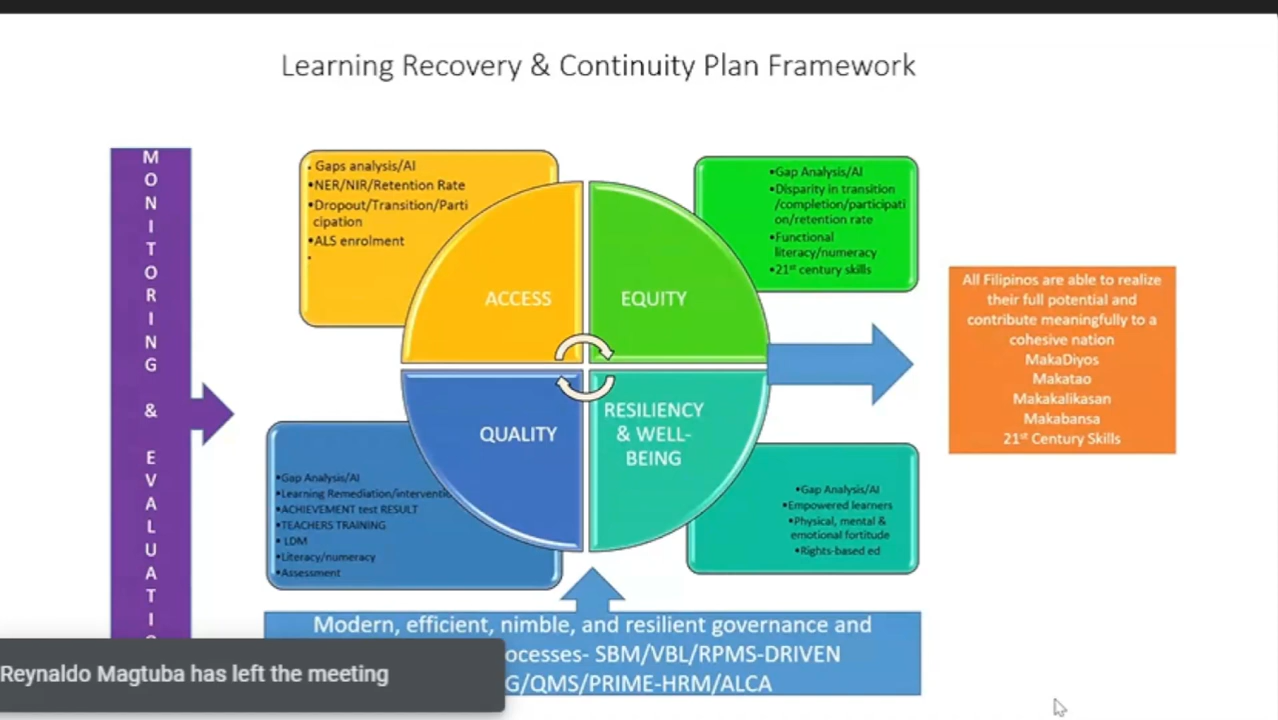 Learning Recovery & Continuity Plan Framework
MONITORING & EVALUATIO
• Gaps analysis/AI
•NER/NIR/Retention Rate
•Dropout/Transition/Parti
cipation
•ALS enrolment
•
•Gap Analysis/AI
•Disparity in transition
/completion/participati
on/retention rate
•Functional
literacy/numeracy
•21st century skills
ACCESS
EQUITY
QUALITY
RESILIENCY
& WELL-
BEING
•Gap Analysis/AI
•Learning Remediation/interventio
•ACHIEVEMENT test RESULT
•TEACHERS TRAINING
• LDM
•Literacy/numeracy
•Assessment
•Gap Analysis/AI
•Empowered learners
•Physical, mental &
emotional fortitude
•Rights-based ed
All Filipinos are able to realize
their full potential and
contribute meaningfully to a
cohesive nation
MakaDiyos
Makatao
Makakalikasan
Makabansa
21st Century Skills
Modern, efficient, nimble, and resilient governance and
ocesses- SBM/VBL/RPMS-DRIVEN
G/QMS/PRIME-HRM/ALCA
Reynaldo Magtuba has left the meeting